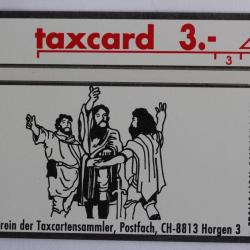 taxcard 3.-
3
rein der Taxcartensammler, Postfach, CH-8813 Horgen 3